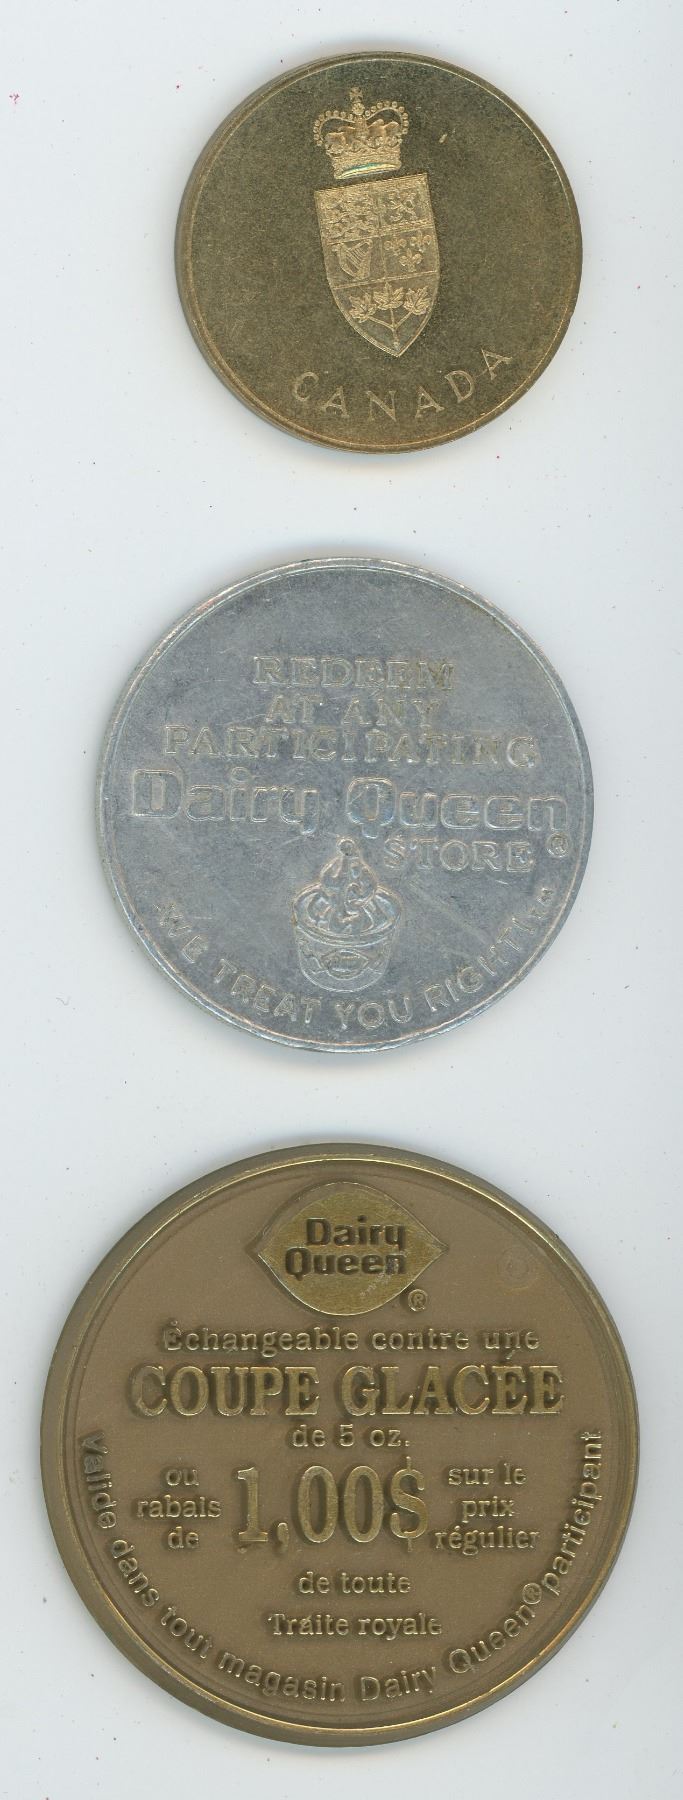 CANADA
REDEEM
AT ANY
PARTICIPATING
Dairy Queen
STORE ®
WE TREAT YOU RIGHT!™
Dairy
Queen
®
Échangeable contre une
COUPE GLACÉE
de 5 oz.
ou
rabais
de
1,00$
sur le
prix
régulier
de toute
Traite royale
Valide dans tout magasin Dairy Queen® participant